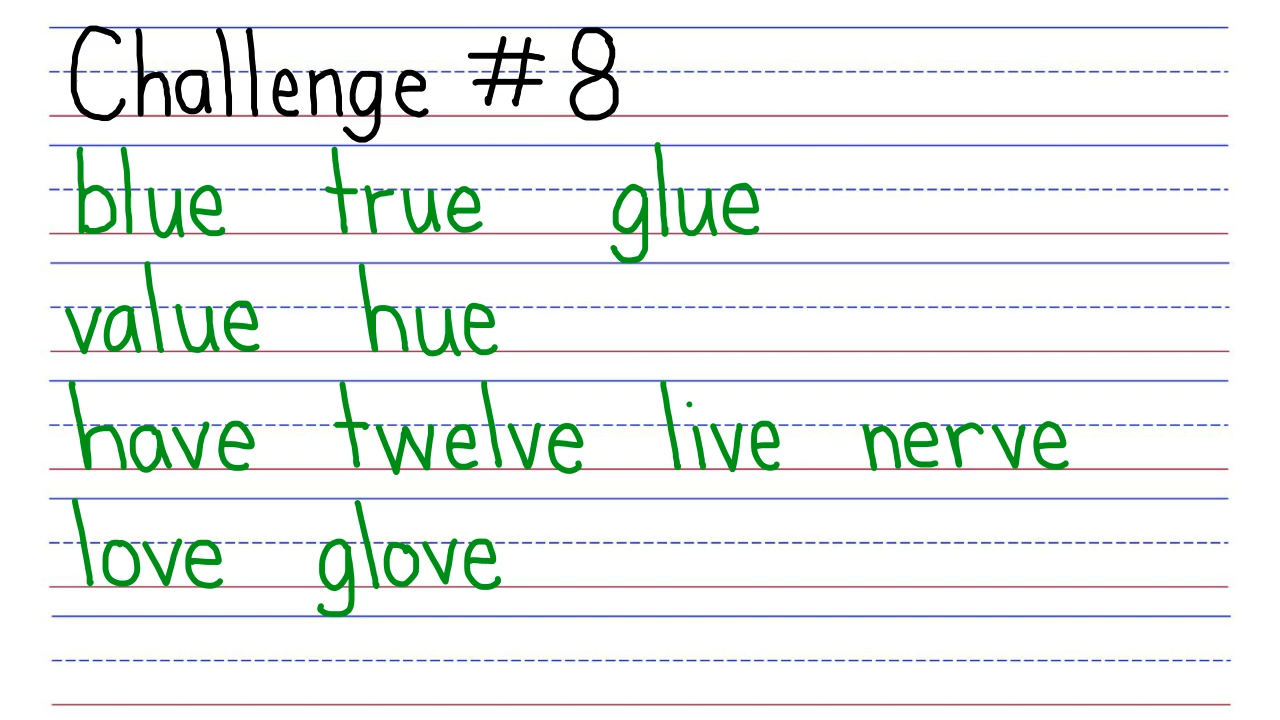 Challenge #8
blue true glue
value hue
have twelve live nerve
love glove